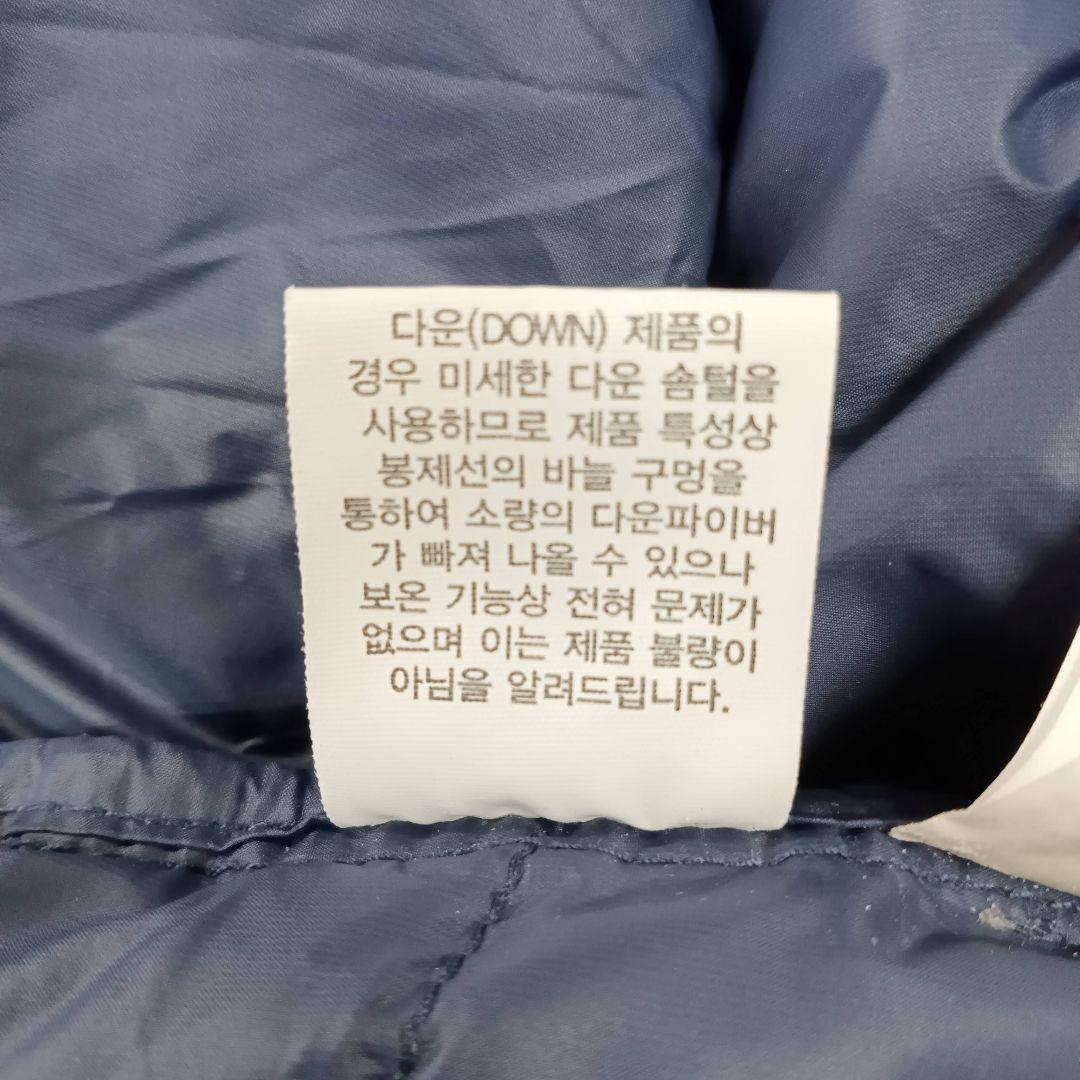 다운(DOWN) 제품의
경우 미세한 다운 솜털을
사용하므로 제품 특성상
봉제선의 바늘 구멍을
통하여 소량의 다운파이버
가 빠져 나올 수 있으나
보온 기능상 전혀 문제가
없으며 이는 제품 불량이
아님을 알려드립니다.